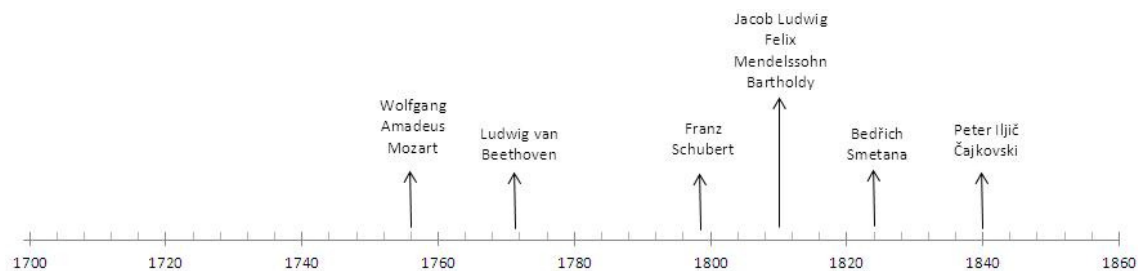 Jacob Ludwig
Felix
Mendelssohn
Bartholdy
Wolfgang
Amadeus
Mozart
Ludwig van
Beethoven
Franz
Schubert
Bedřich
Smetana
Peter Iljič
Čajkovski
1700 1720 1740 1760 1780 1800 1820 1840 1860